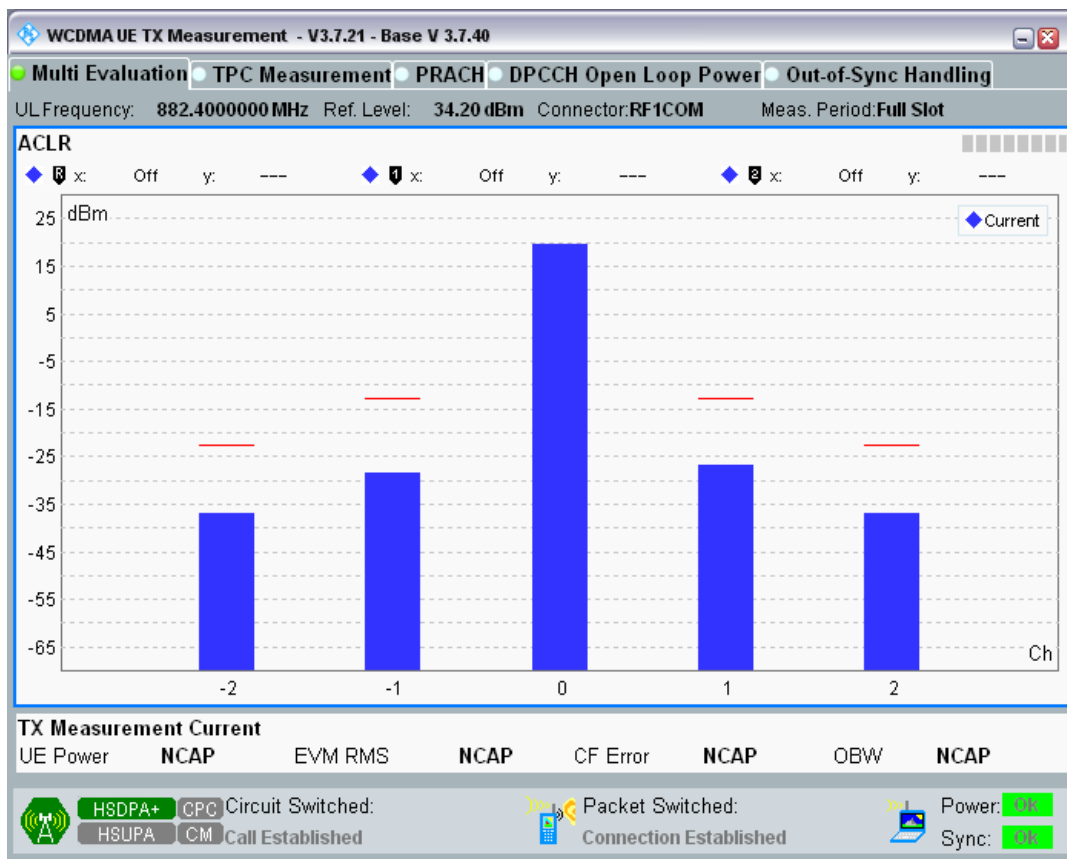 WCDMA UE TX Measurement - V3.7.21 - Base V 3.7.40
Multi Evaluation TPC Measurement PRACH DPCCH Open Loop Power Out-of-Sync Handling
UL Frequency: 882.4000000 MHz Ref. Level: 34.20 dBm Connector:RF1COM Meas. Period:Full Slot
ACLR
R x: Off y: --- 1 x: Off y: --- 2 x: Off y: ---
dBm
Current
25
15
5
-5
-15
-25
-35
-45
-55
-65
Ch
-2 -1 0 1 2
TX Measurement Current
UE Power NCAP EVM RMS NCAP CF Error NCAP OBW NCAP
HSDPA+ CPC Circuit Switched: Packet Switched: Power: OK
HSUPA CM Call Established Connection Established Sync: OK